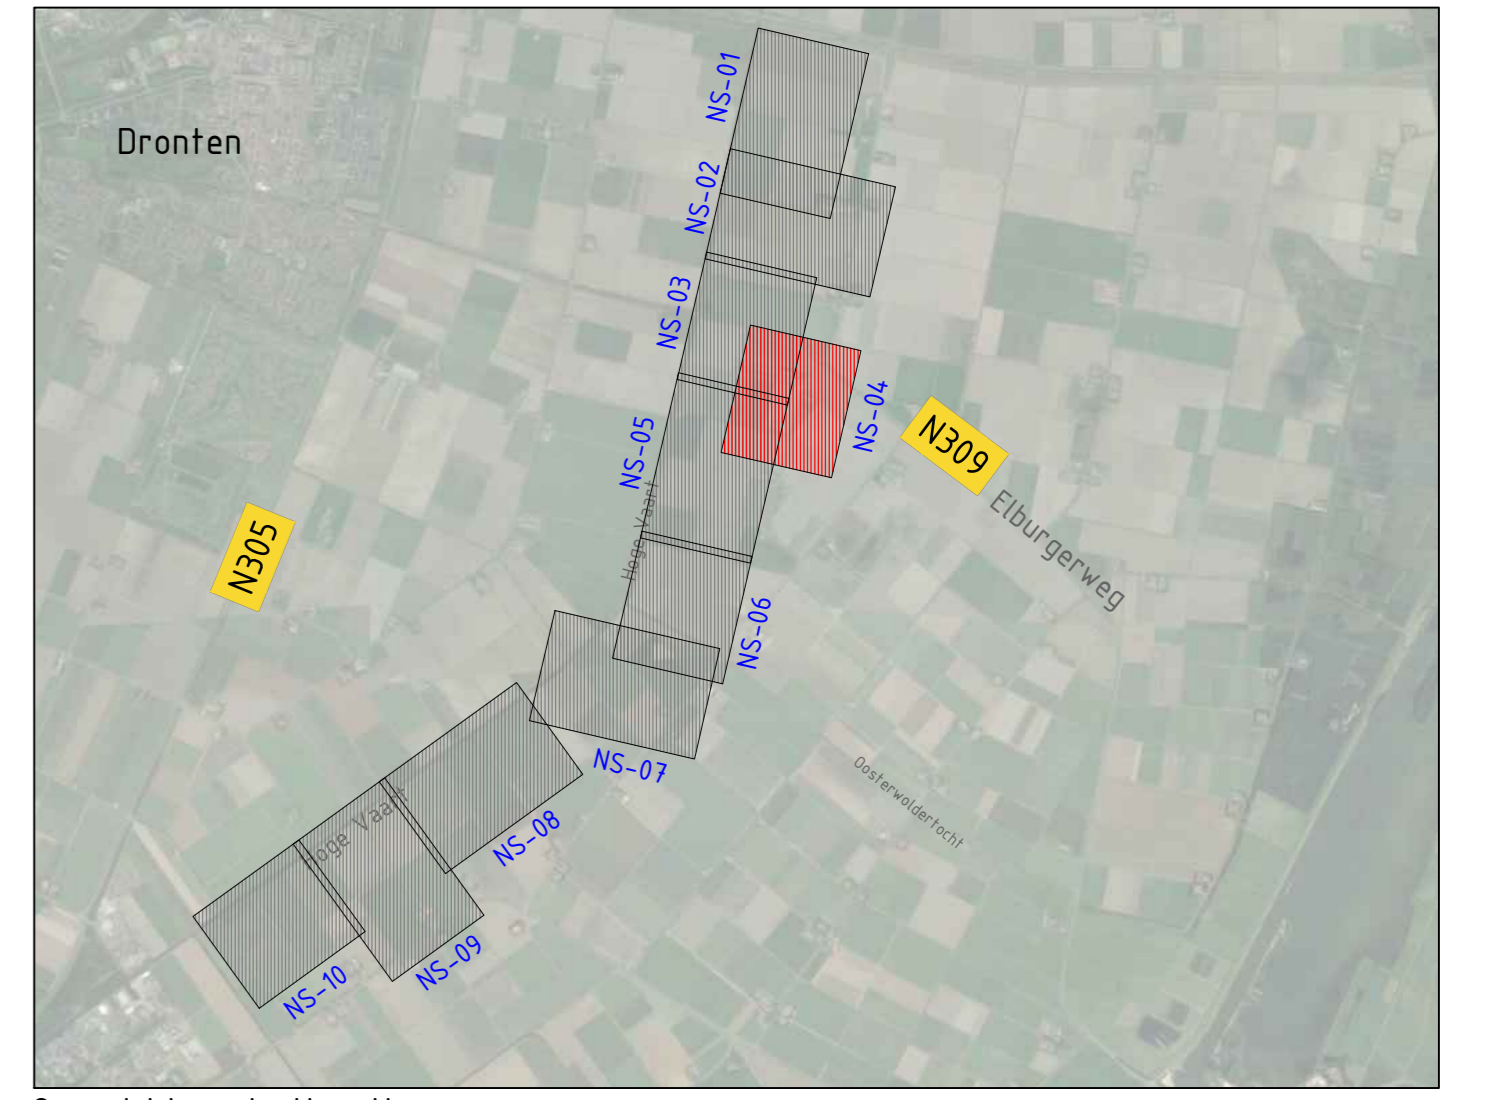 NS-01
Dronten
NS-02
NS-03
NS-04
N309
NS-05
Hoge Vaart
Elburgerweg
N305
NS-06
NS-07
Oosterwoldertocht
Hoge Vaart
NS-08
NS-09
NS-10